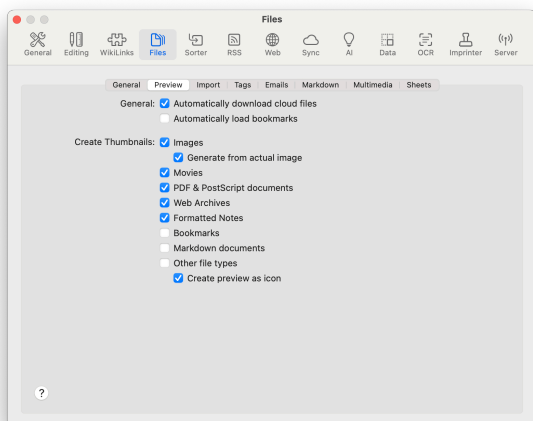 Files
General Editing WikiLinks Files Sorter RSS Web Sync AI Data OCR Imprinter Server
General Preview Import Tags Emails Markdown Multimedia Sheets
General: Automatically download cloud files
Automatically load bookmarks
Create Thumbnails: Images
Generate from actual image
Movies
PDF & PostScript documents
Web Archives
Formatted Notes
Bookmarks
Markdown documents
Other file types
Create preview as icon
?